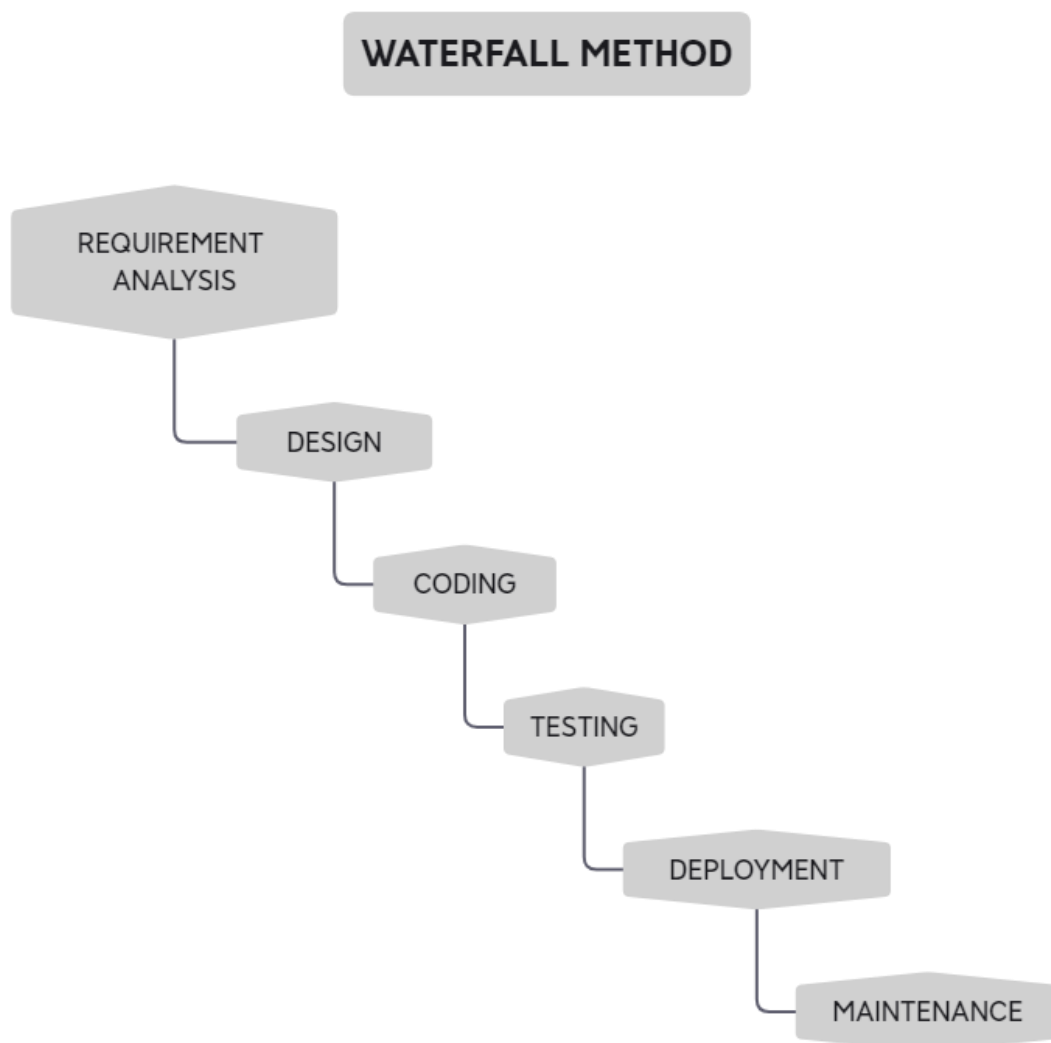 WATERFALL METHOD
REQUIREMENT
ANALYSIS
DESIGN
CODING
TESTING
DEPLOYMENT
MAINTENANCE